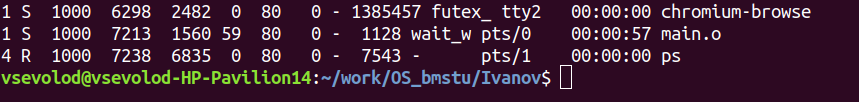 1 S 1000 6298 2482 0 80 0 - 1385457 futex_ tty2 00:00:00 chromium-browse
1 S 1000 7213 1560 59 80 0 - 1128 wait_w pts/0 00:00:57 main.o
4 R 1000 7238 6835 0 80 0 - 7543 - pts/1 00:00:00 ps
vsevolod@vsevolod-HP-Pavilion14:~/work/OS_bmstu/Ivanov$